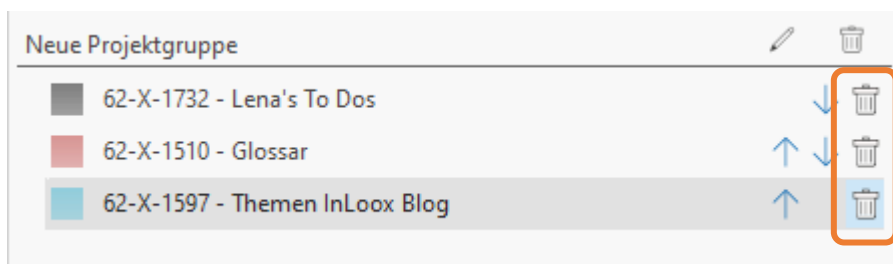 Neue Projektgruppe
62-X-1732 - Lena's To Dos
62-X-1510 - Glossar
62-X-1597 - Themen InLoox Blog